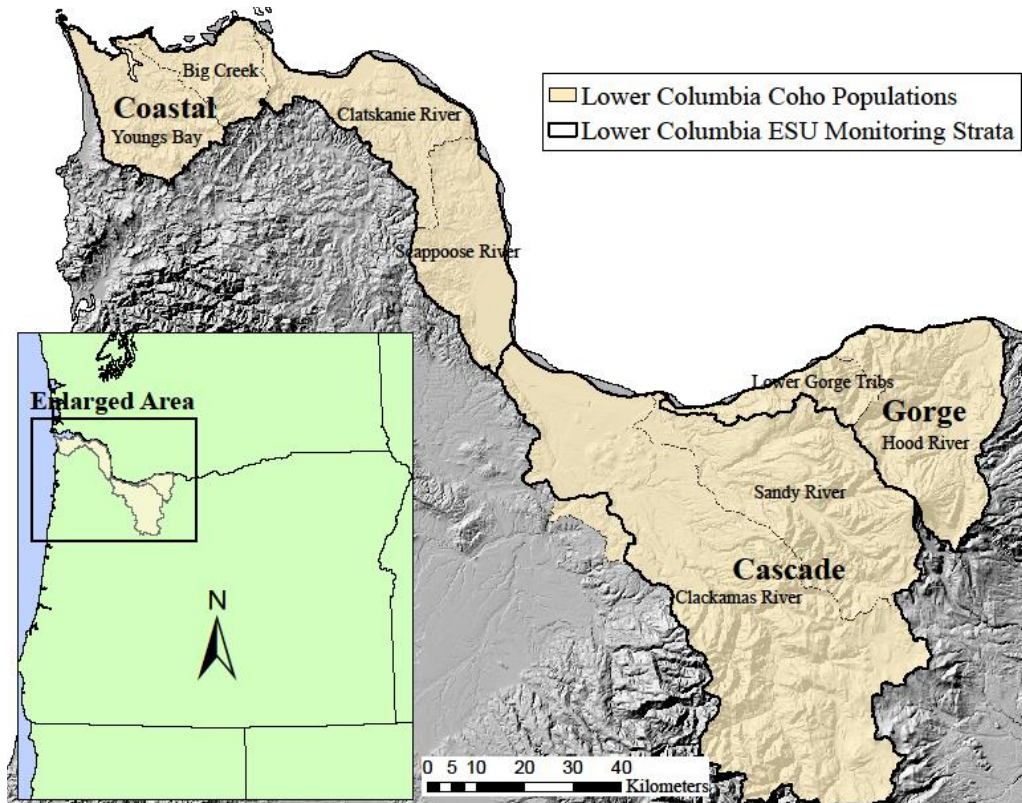 Big Creek
Coastal
Youngs Bay
Clatskanie River
Scappoose River
Lower Columbia Coho Populations
Lower Columbia ESU Monitoring Strata
Lower Gorge Tribs
Gorge
Hood River
Sandy River
Cascade
Clackamas River
Enlarged Area
N
0 5 10 20 30 40
Kilometers